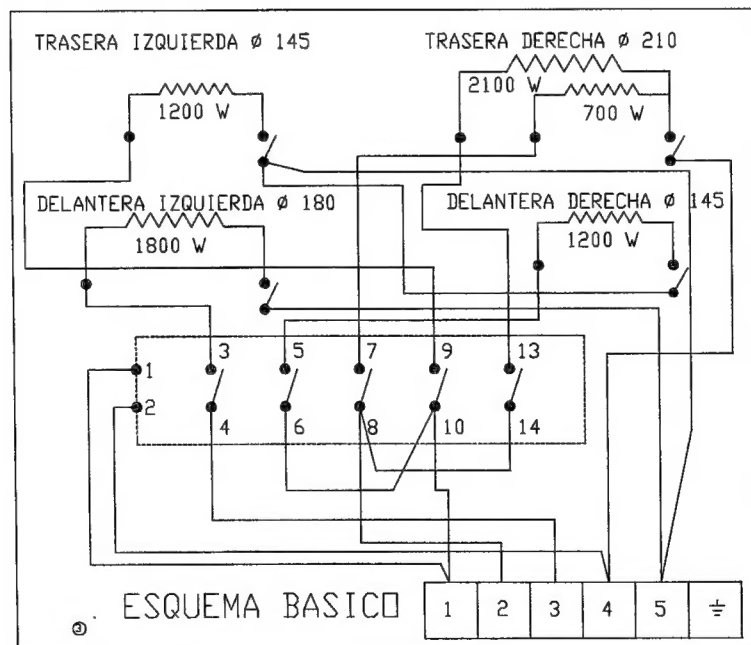 TRASERA IZQUIERDA ø 145
TRASERA DERECHA ø 210
1200 W
2100 W
700 W
DELANTERA IZQUIERDA ø 180
DELANTERA DERECHA ø 145
1800 W
1200 W
3 5 7 9 13
1
2
4 6 8 10 14
ESQUEMA BASICO
1 2 3 4 5